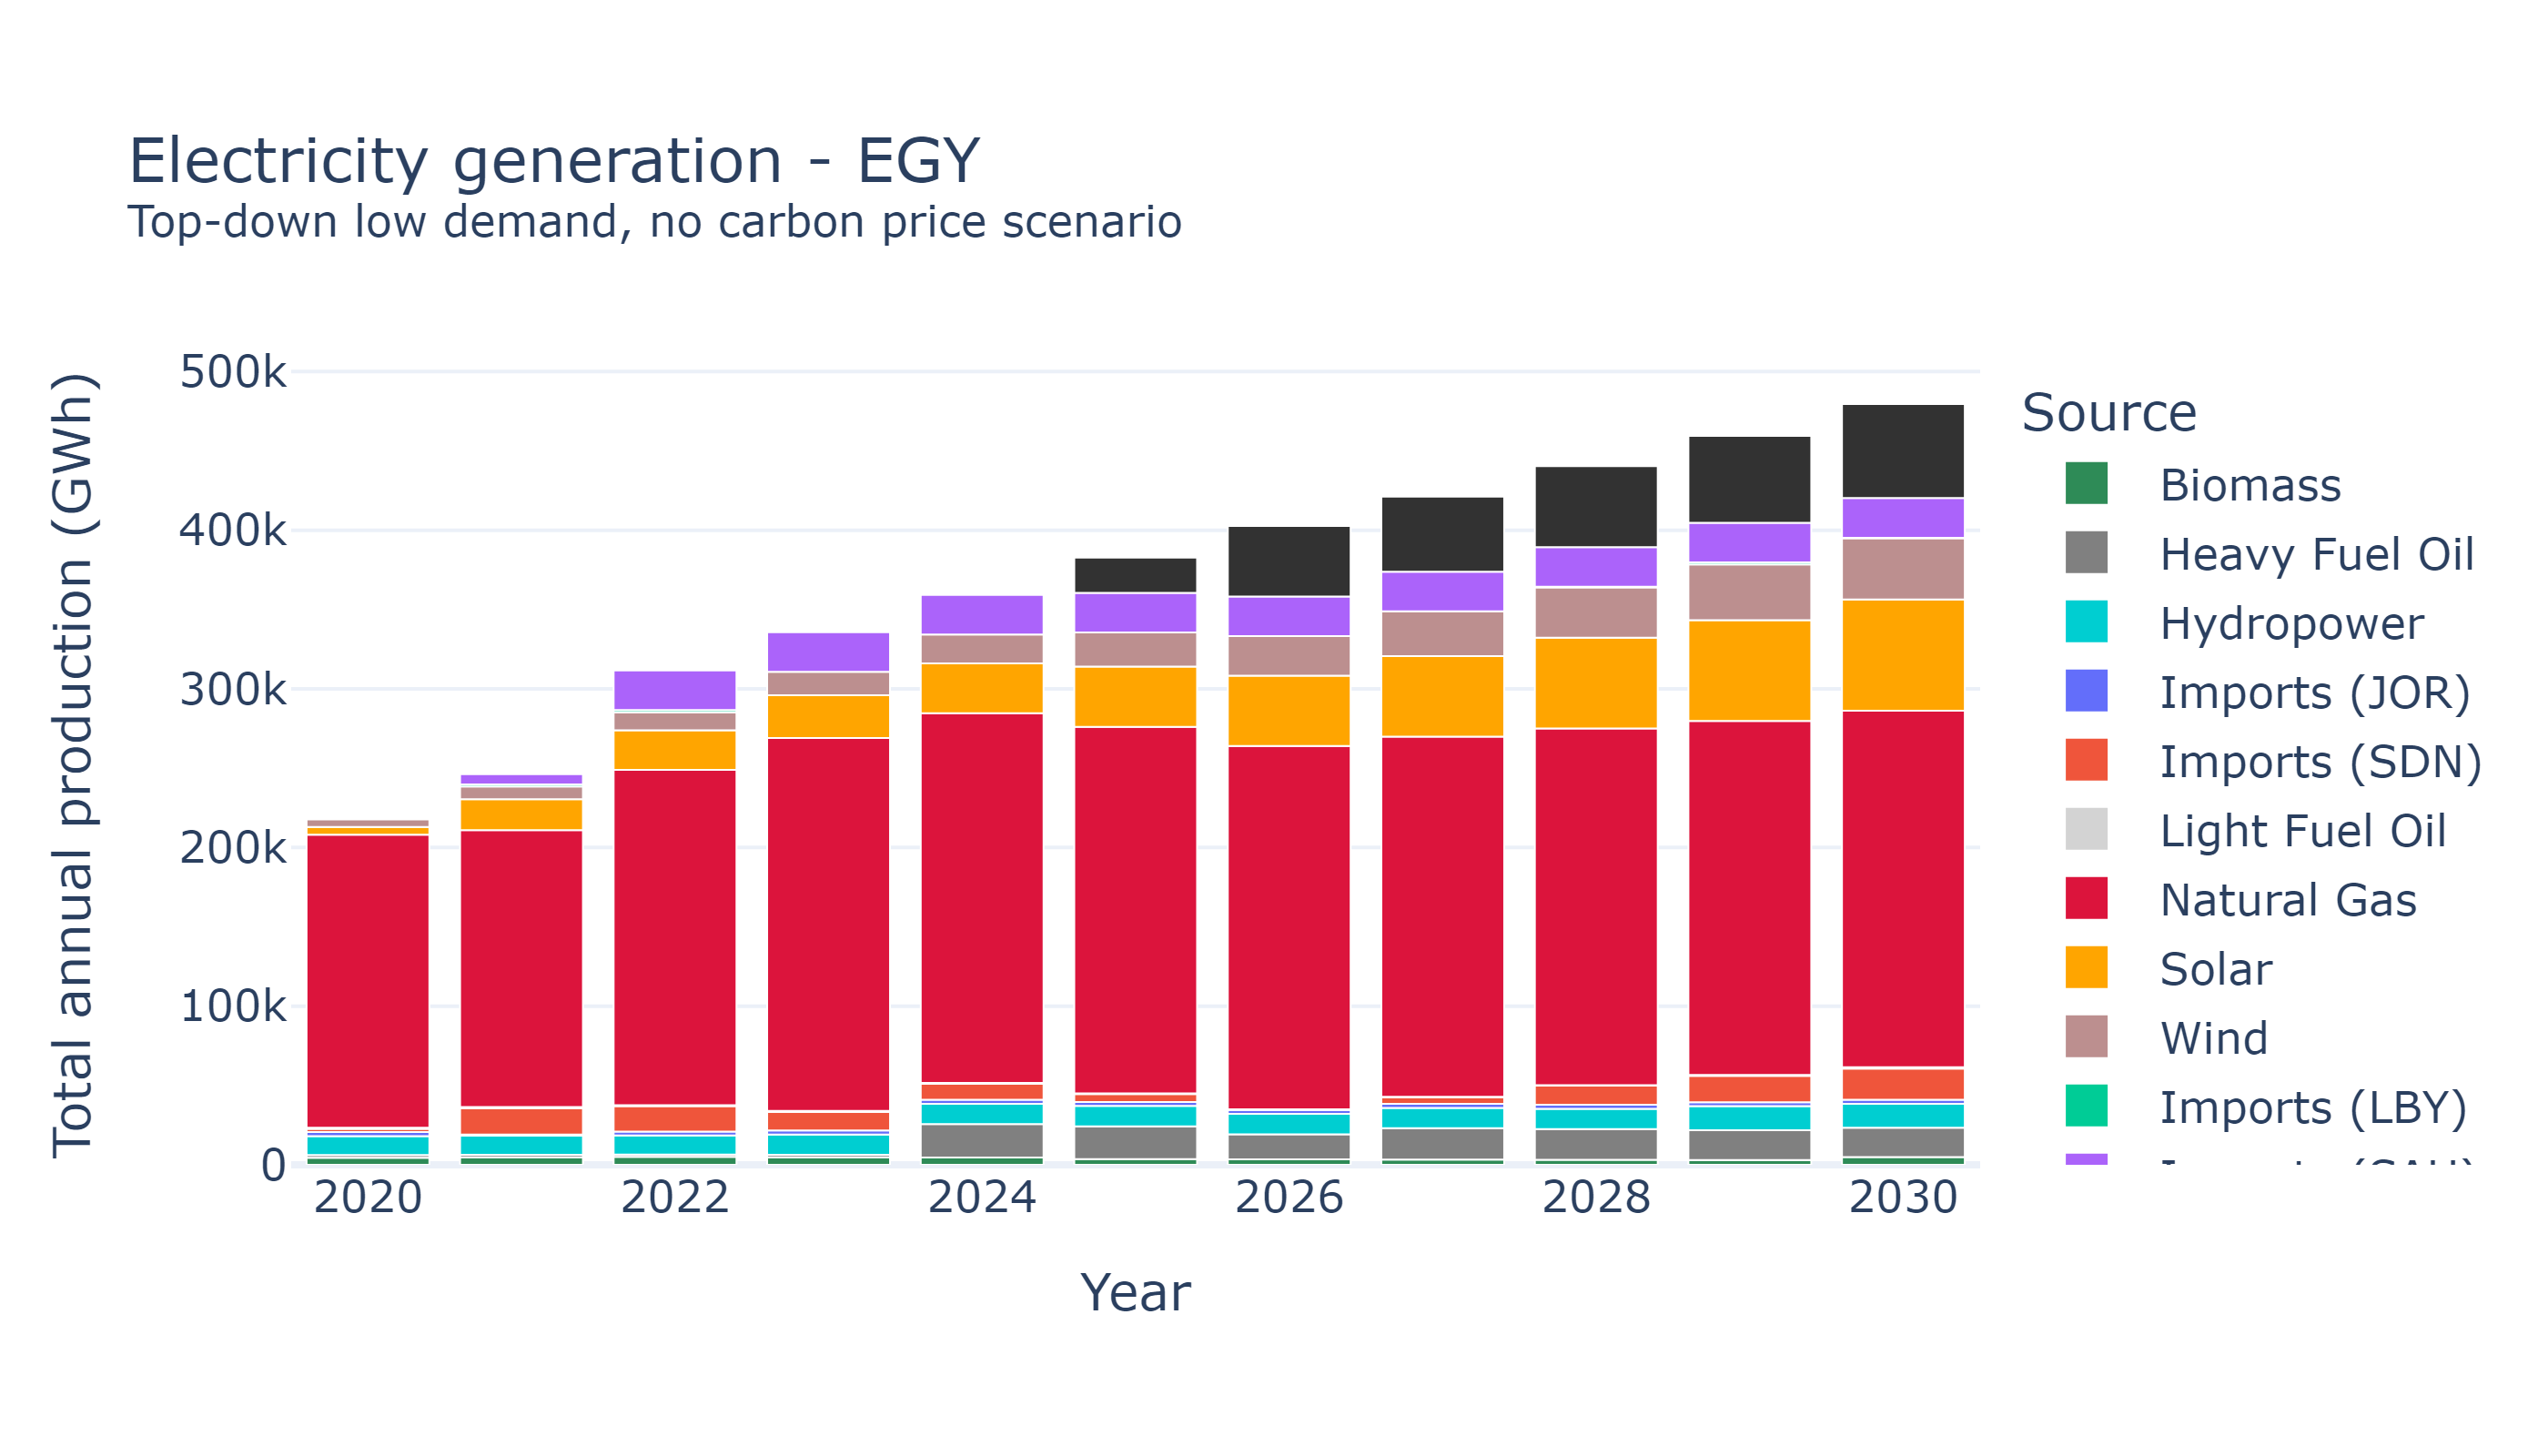 Electricity generation - EGY
Top-down low demand, no carbon price scenario
Total annual production (GWh)
500k
400k
300k
200k
100k
0
2020 2022 2024 2026 2028 2030
Year
Source
Biomass
Heavy Fuel Oil
Hydropower
Imports (JOR)
Imports (SDN)
Light Fuel Oil
Natural Gas
Solar
Wind
Imports (LBY)